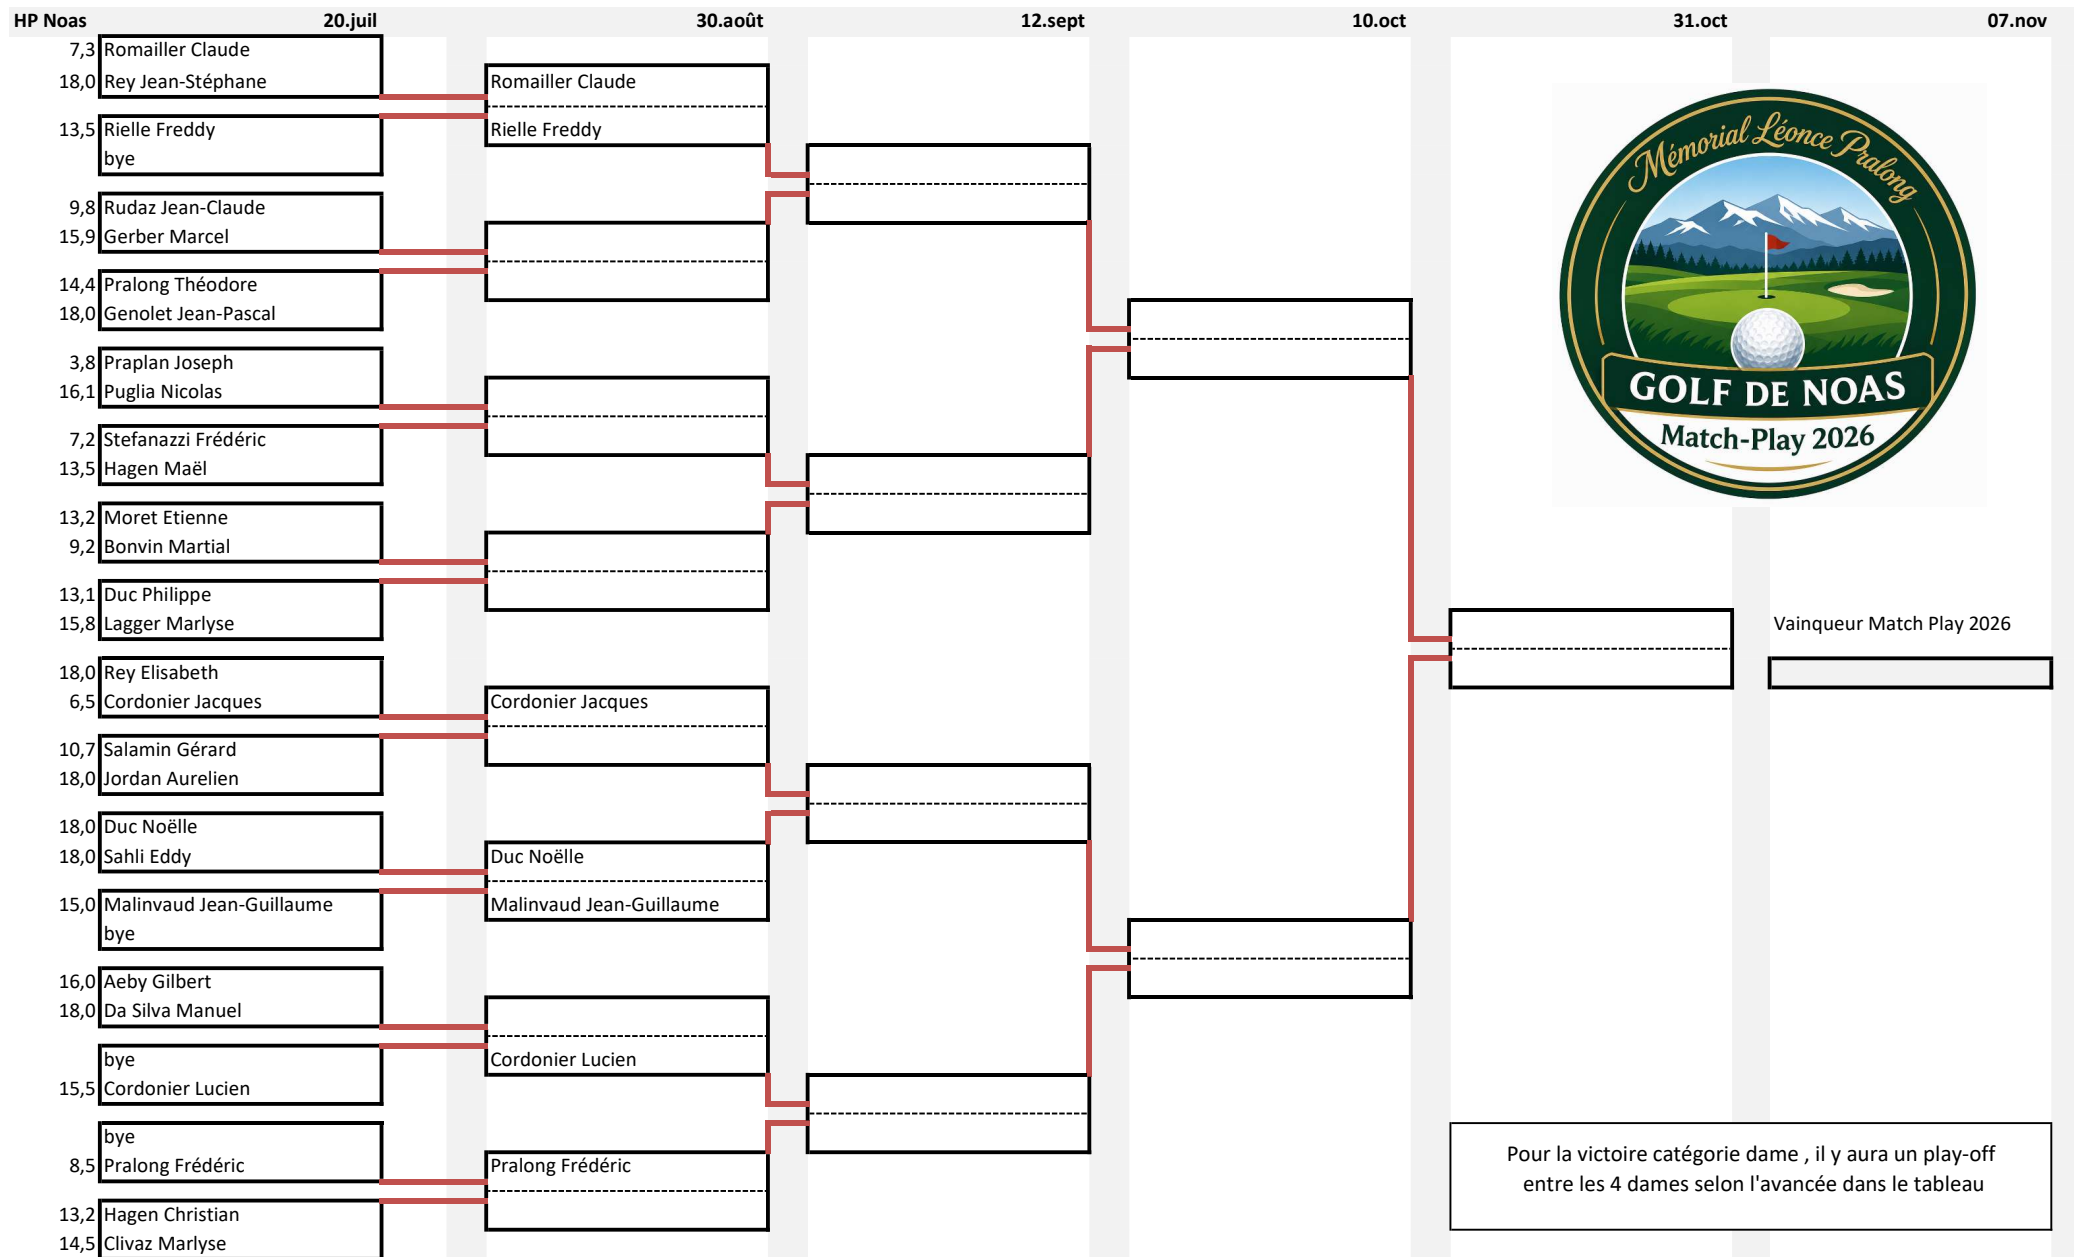 HP Noas 20.juil 30.août 12.sept 10.oct 31.oct 07.nov
7,3 Romailler Claude
18,0 Rey Jean-Stéphane
13,5 Rielle Freddy
bye
9,8 Rudaz Jean-Claude
15,9 Gerber Marcel
14,4 Pralong Théodore
18,0 Genolet Jean-Pascal
3,8 Praplan Joseph
16,1 Puglia Nicolas
7,2 Stefanazzi Frédéric
13,5 Hagen Maël
13,2 Moret Etienne
9,2 Bonvin Martial
13,1 Duc Philippe
15,8 Lagger Marlyse
18,0 Rey Elisabeth
6,5 Cordonier Jacques
10,7 Salamin Gérard
18,0 Jordan Aurelien
18,0 Duc Noëlle
18,0 Sahli Eddy
15,0 Malinvaud Jean-Guillaume
bye
16,0 Aeby Gilbert
18,0 Da Silva Manuel
bye
15,5 Cordonier Lucien
bye
8,5 Pralong Frédéric
13,2 Hagen Christian
14,5 Clivaz Marlyse
Romailler Claude
Rielle Freddy
Cordonier Jacques
Duc Noëlle
Malinvaud Jean-Guillaume
Cordonier Lucien
Pralong Frédéric
Mémorial Léonce Pralong
GOLF DE NOAS
Match-Play 2026
Vainqueur Match Play 2026
Pour la victoire catégorie dame , il y aura un play-off
entre les 4 dames selon l'avancée dans le tableau